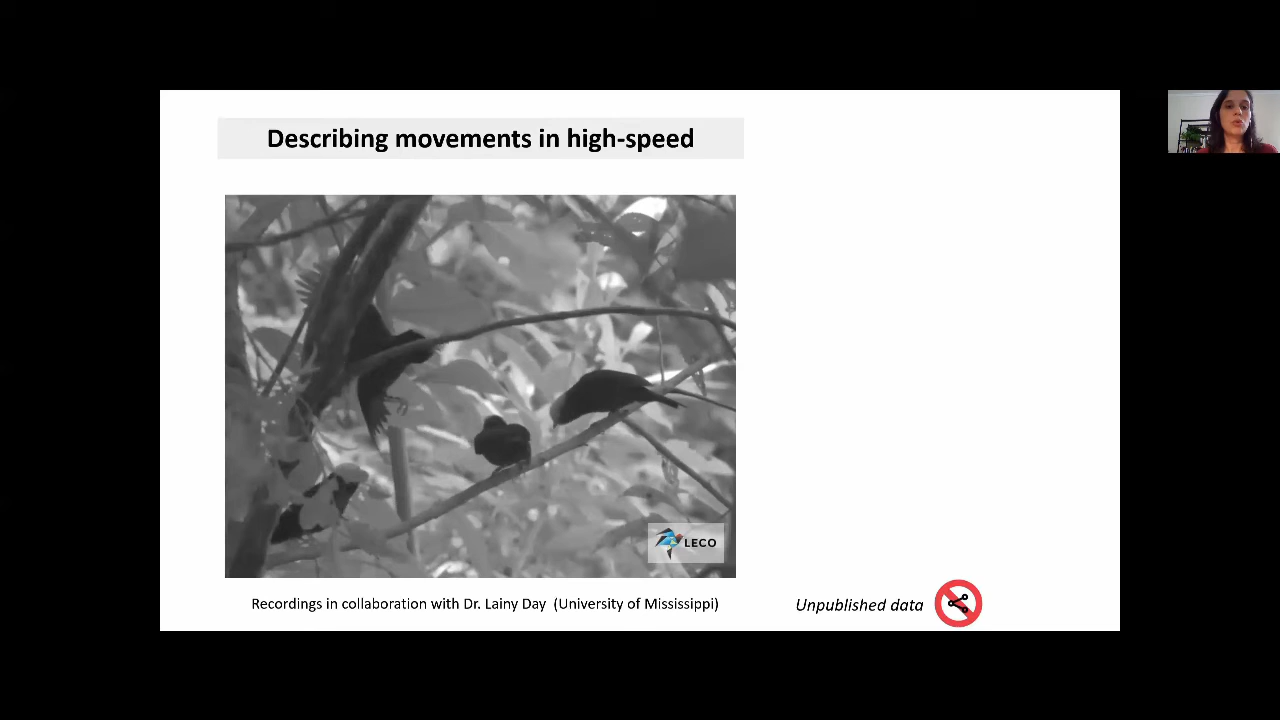 Describing movements in high-speed
LECO
Recordings in collaboration with Dr. Lainy Day (University of Mississippi)
Unpublished data